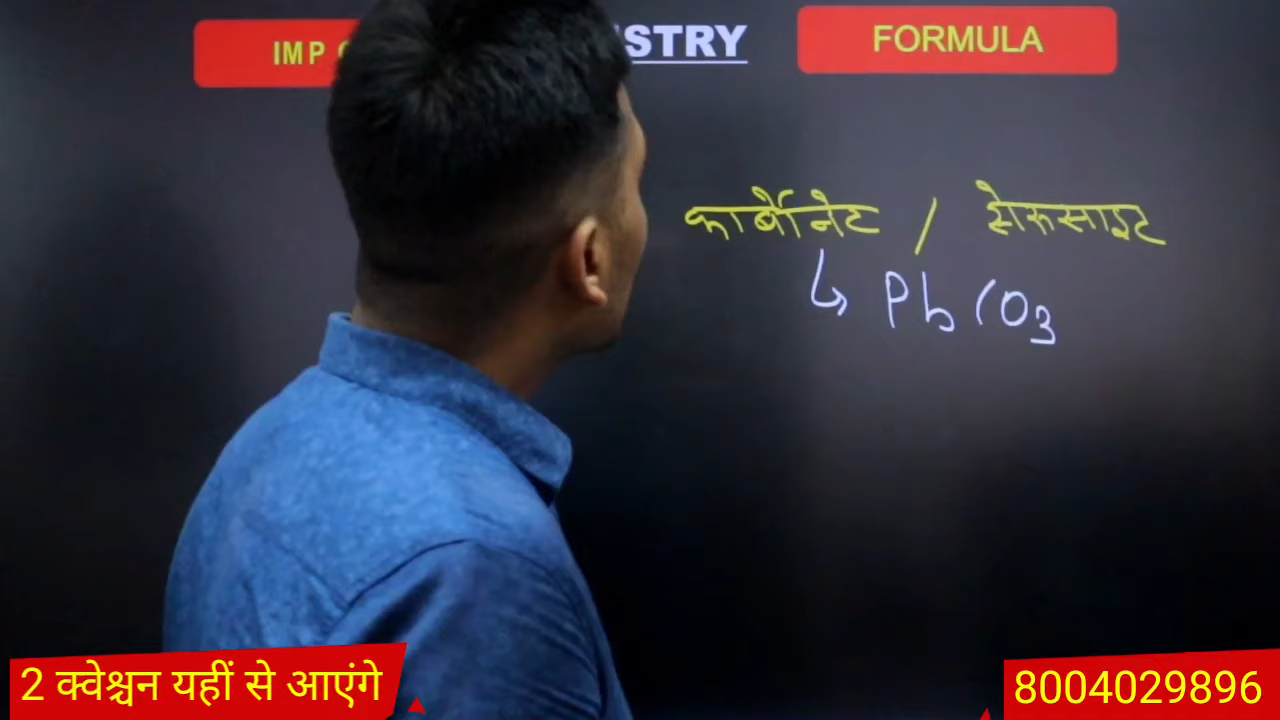 IMP
STRY
FORMULA
कार्बोनेट / सेरुसाइट
↳ PbCO3
2 क्वेश्चन यहीं से आएंगे
8004029896